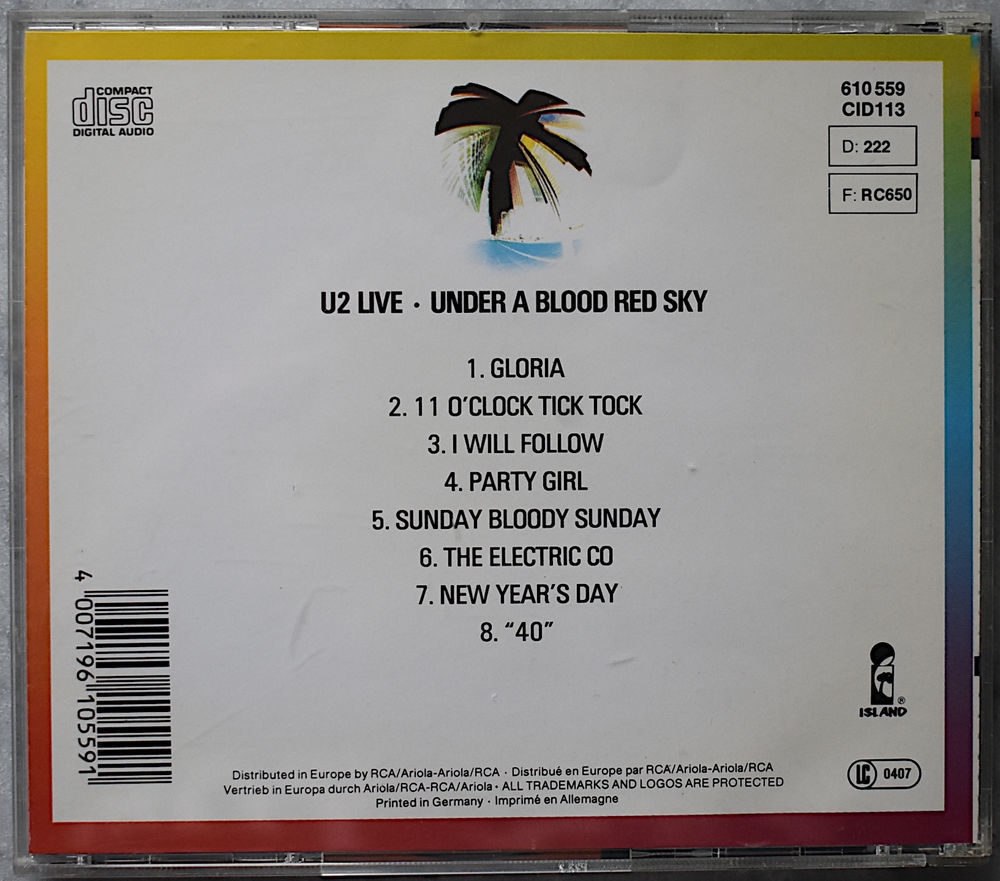 COMPACT
disc
DIGITAL AUDIO
610 559
CID113
D: 222
F: RC650
U2 LIVE · UNDER A BLOOD RED SKY
1. GLORIA
2. 11 O'CLOCK TICK TOCK
3. I WILL FOLLOW
4. PARTY GIRL
5. SUNDAY BLOODY SUNDAY
6. THE ELECTRIC CO
7. NEW YEAR'S DAY
8. "40"
4 007196 105591
ISLAND ®
LC 0407
Distributed in Europe by RCA/Ariola-Ariola/RCA · Distribué en Europe par RCA/Ariola-Ariola/RCA
Vertrieb in Europa durch Ariola/RCA-RCA/Ariola · ALL TRADEMARKS AND LOGOS ARE PROTECTED
Printed in Germany · Imprimé en Allemagne